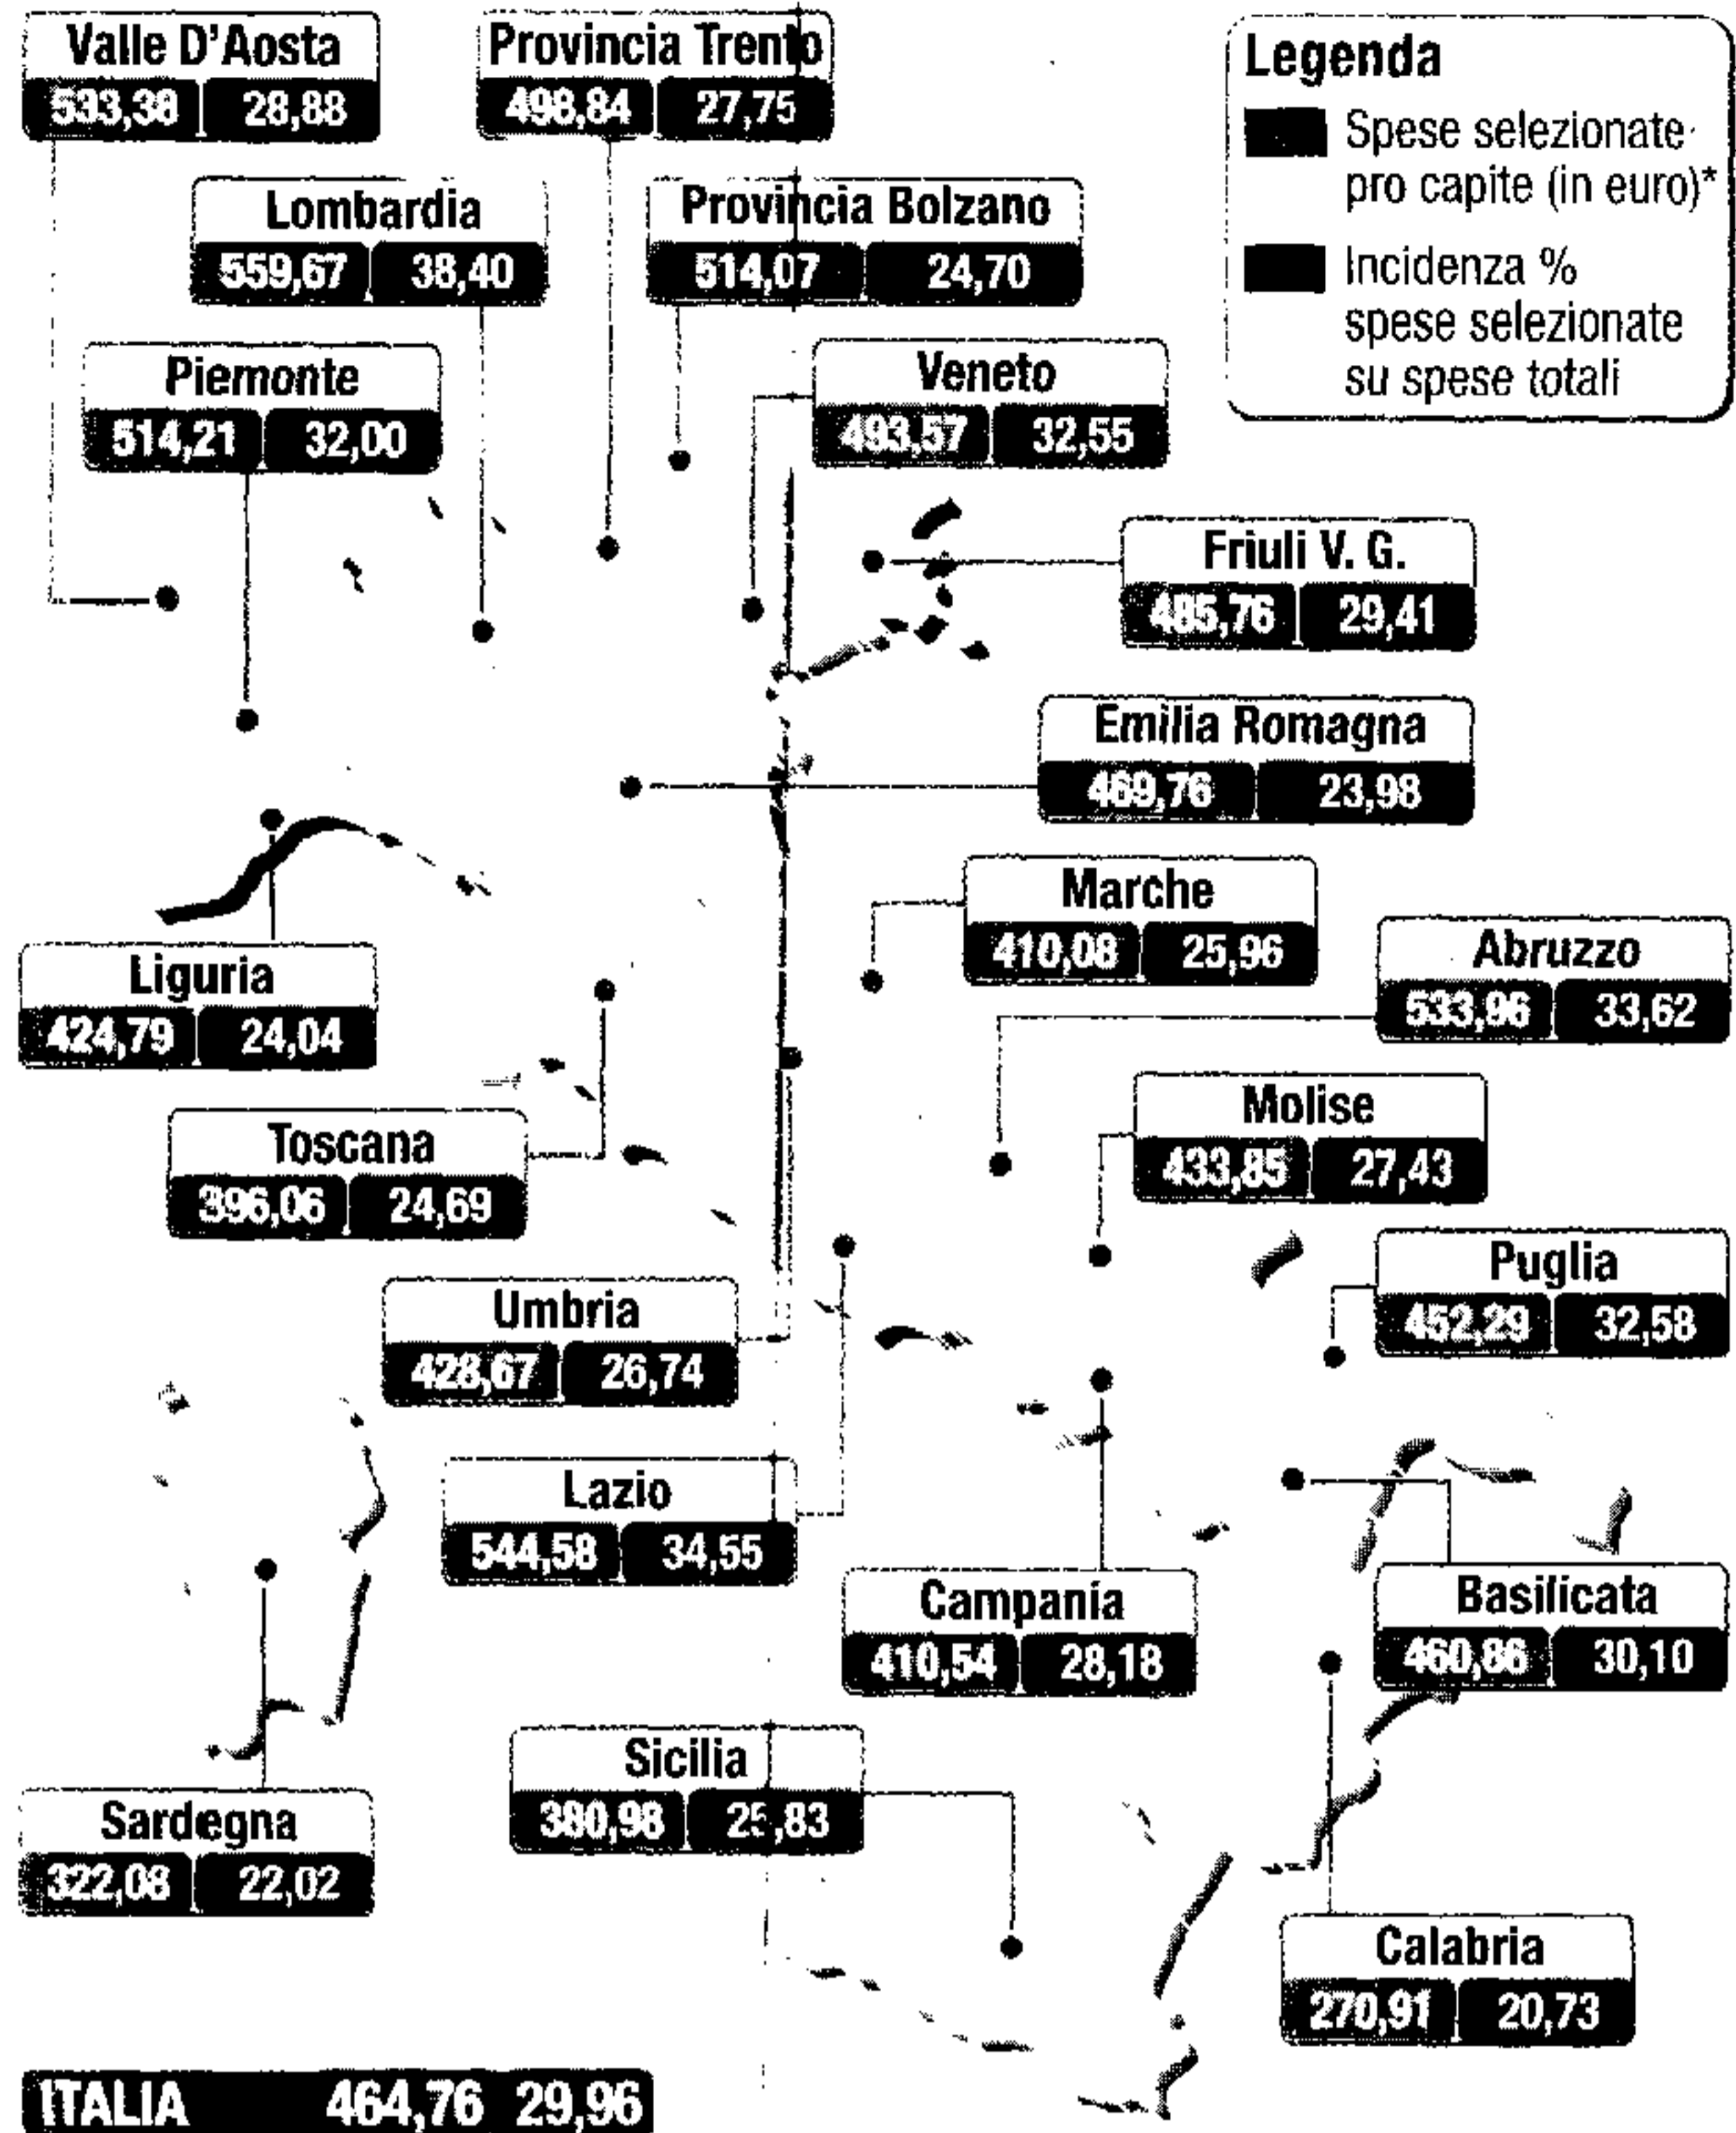 Valle D'Aosta
533,38 28,88
Provincia Trento
498,84 27,75
Legenda
Spese selezionate
pro capite (in euro)*
Incidenza %
spese selezionate
su spese totali
Lombardia
559,67 38,40
Provincia Bolzano
514,07 24,70
Piemonte
514,21 32,00
Veneto
493,57 32,55
Friuli V. G.
485,76 29,41
Emilia Romagna
469,76 23,98
Marche
410,08 25,96
Abruzzo
533,96 33,62
Liguria
424,79 24,04
Molise
433,85 27,43
Toscana
396,06 24,69
Puglia
452,29 32,58
Umbria
428,67 26,74
Lazio
544,58 34,55
Campania
410,54 28,18
Basilicata
460,86 30,10
Sicilia
380,98 25,83
Sardegna
322,08 22,02
Calabria
270,91 20,73
ITALIA 464,76 29,96